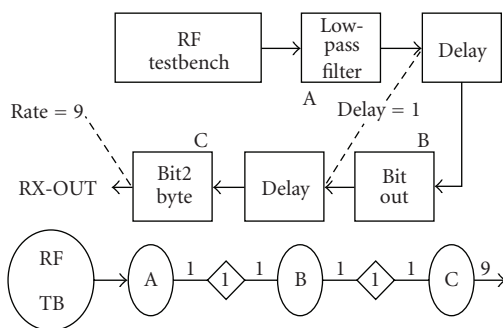 RF
testbench
Low-
pass
filter
Delay
A
Delay = 1
Rate = 9
C
B
RX-OUT
Bit2
byte
Delay
Bit
out
RF
TB
A
1
1
1
B
1
1
1
C
9